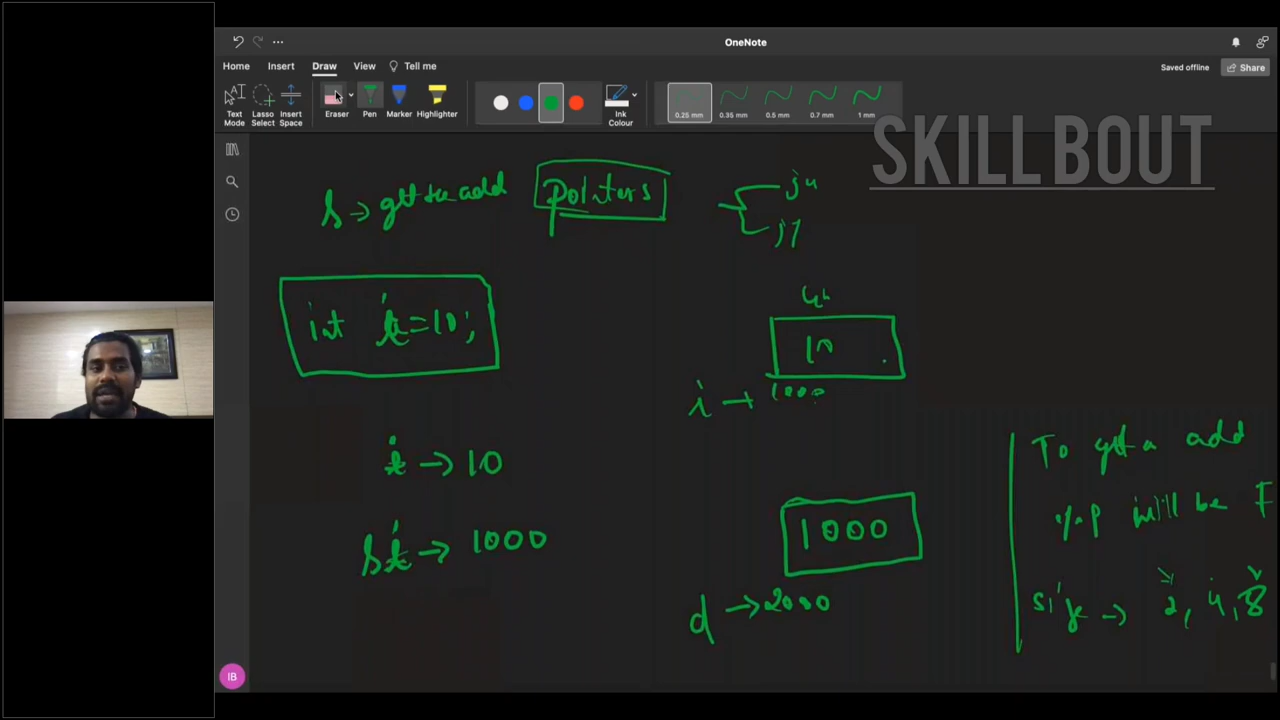 OneNote
Home Insert Draw View Tell me
Saved offline Share
Text Mode
Lasso Select
Insert Space
Eraser
Pen
Marker
Highlighter
Ink Colour
0.25 mm 0.35 mm 0.5 mm 0.7 mm 1 mm
SKILL BOUT
& → get the add pointers
int i=10;
10
i → 1000
i → 10
&i → 1000
1000
d → 2000
To get a add
will be F
size → 2, 4, 8
IB